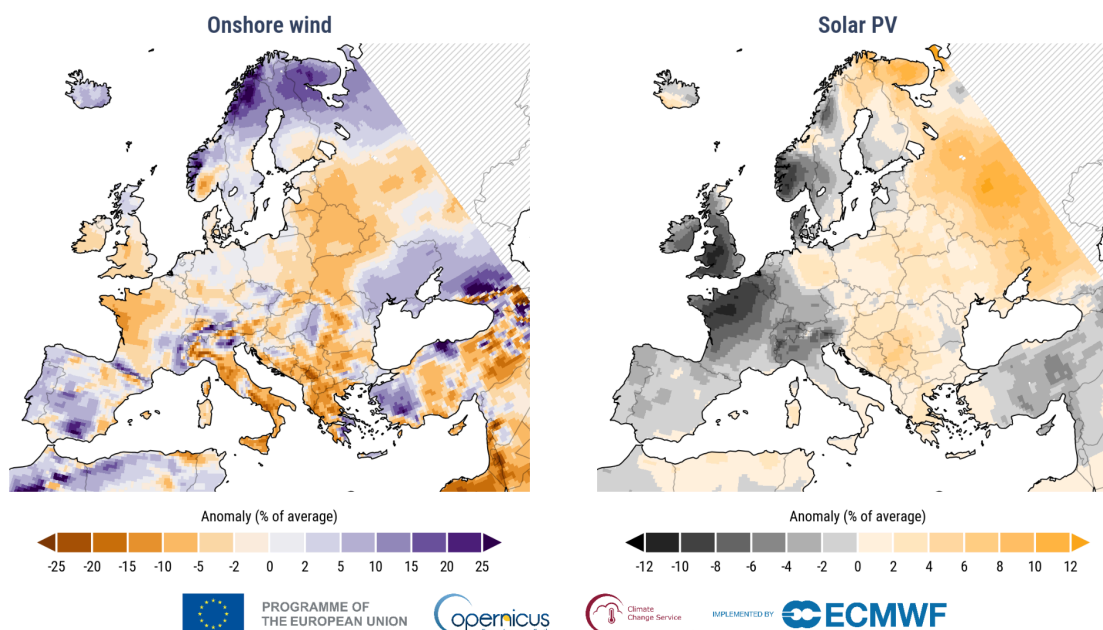 Onshore wind
Solar PV
Anomaly (% of average)
-25 -20 -15 -10 -5 -2 0 2 5 10 15 20 25
Anomaly (% of average)
-12 -10 -8 -6 -4 -2 0 2 4 6 8 10 12
PROGRAMME OF
THE EUROPEAN UNION
opernicus
Climate
Change Service
IMPLEMENTED BY
ECMWF